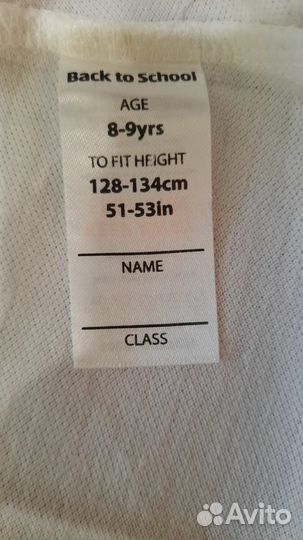 Back to School
AGE
8-9yrs
TO FIT HEIGHT
128-134cm
51-53in
NAME
CLASS
Avito